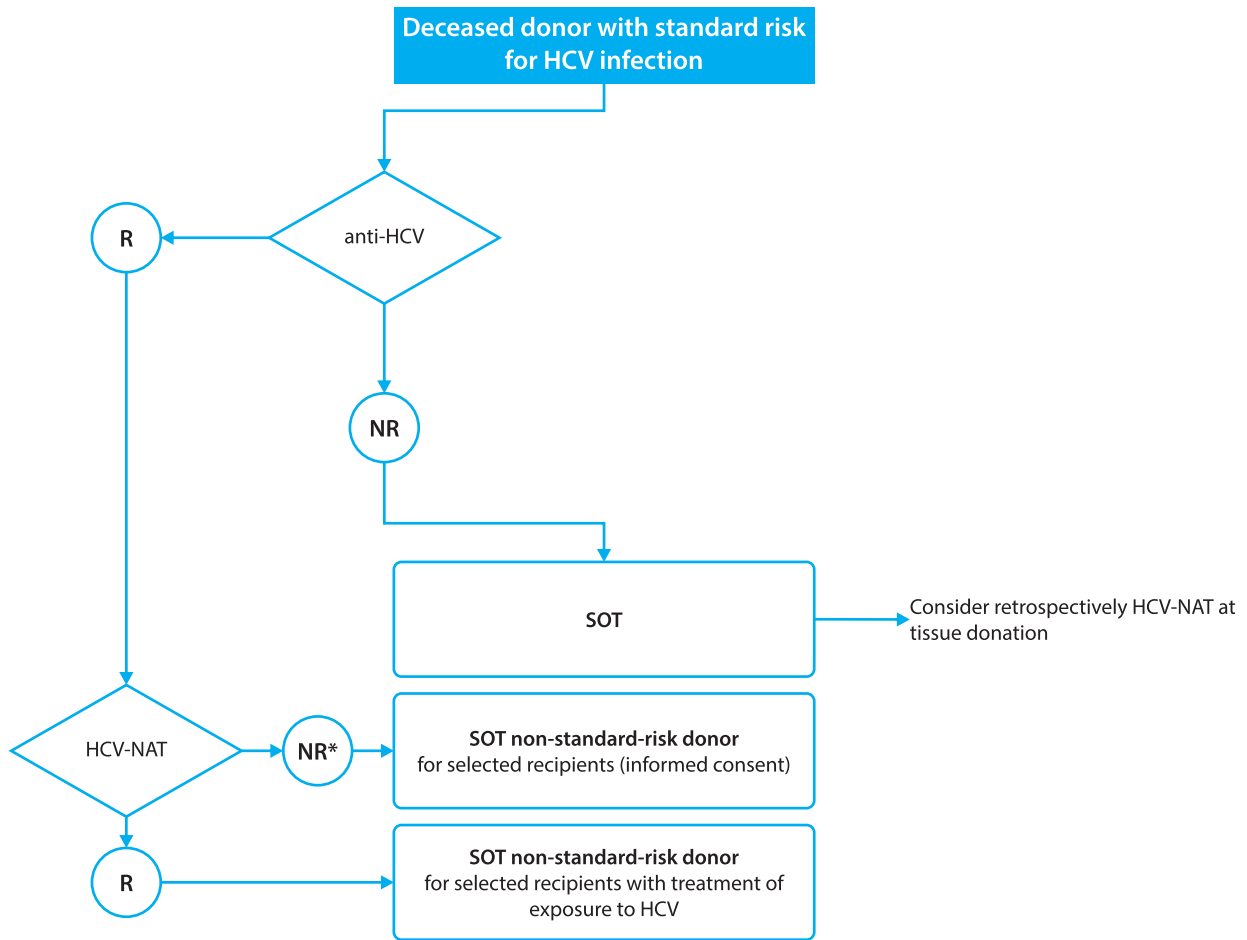 Deceased donor with standard risk
for HCV infection
anti-HCV
R
NR
SOT
Consider retrospectively HCV-NAT at
tissue donation
HCV-NAT
NR*
SOT non-standard-risk donor
for selected recipients (informed consent)
R
SOT non-standard-risk donor
for selected recipients with treatment of
exposure to HCV